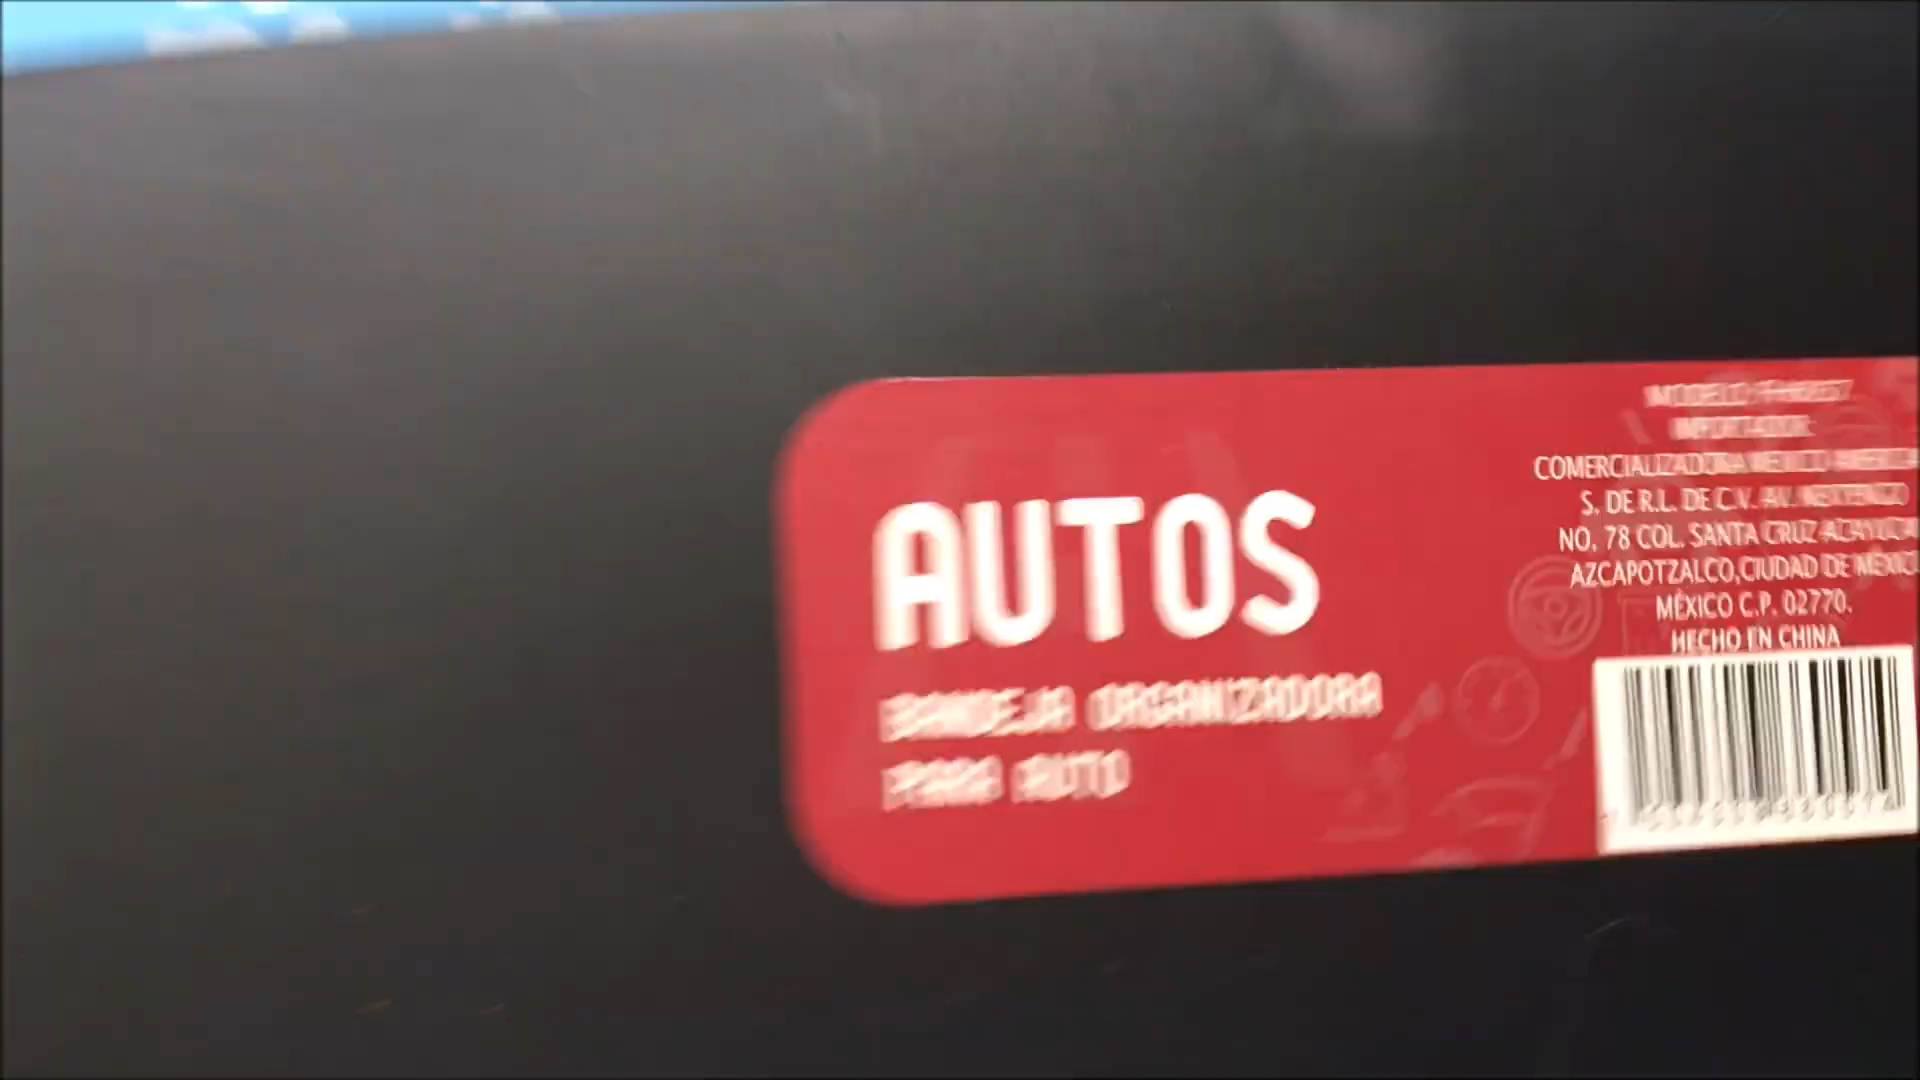 AUTOS
BANDEJA ORGANIZADORA
PARA AUTO
IMPORTADOR:
COMERCIALIZADORA
S. DE R.L. DE C.V. AV.
NO. 78 COL. SANTA CRUZ
AZCAPOTZALCO,CIUDAD DE
MÉXICO C.P. 02770.
HECHO EN CHINA